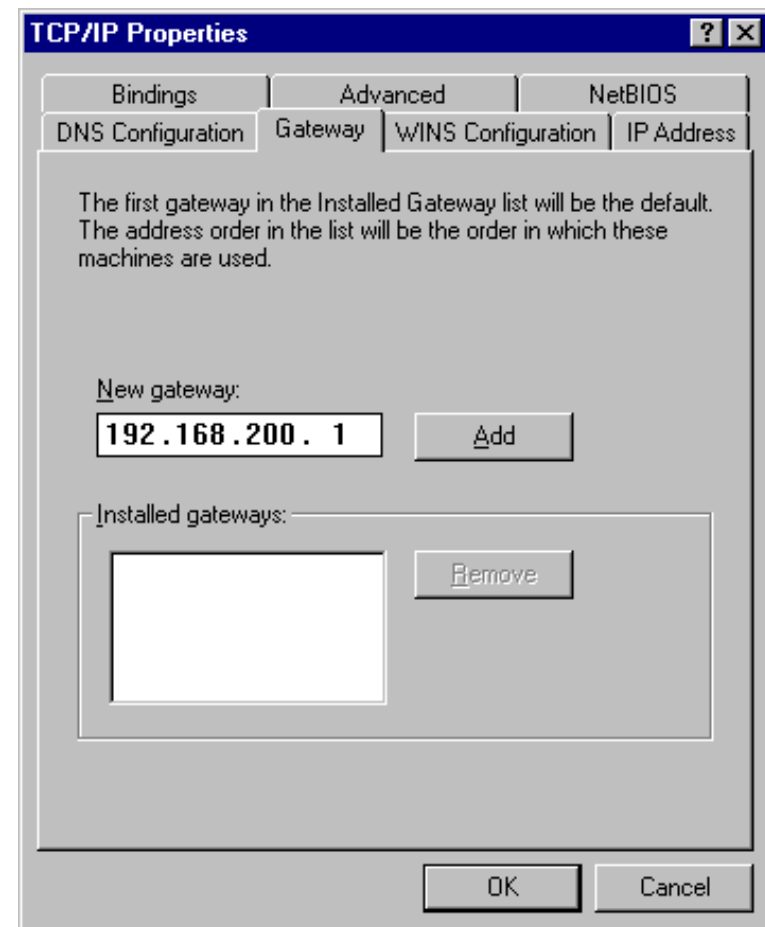 TCP/IP Properties
Bindings Advanced NetBIOS
DNS Configuration Gateway WINS Configuration IP Address
The first gateway in the Installed Gateway list will be the default.
The address order in the list will be the order in which these
machines are used.
New gateway:
192.168.200. 1 Add
Installed gateways:
Remove
OK Cancel